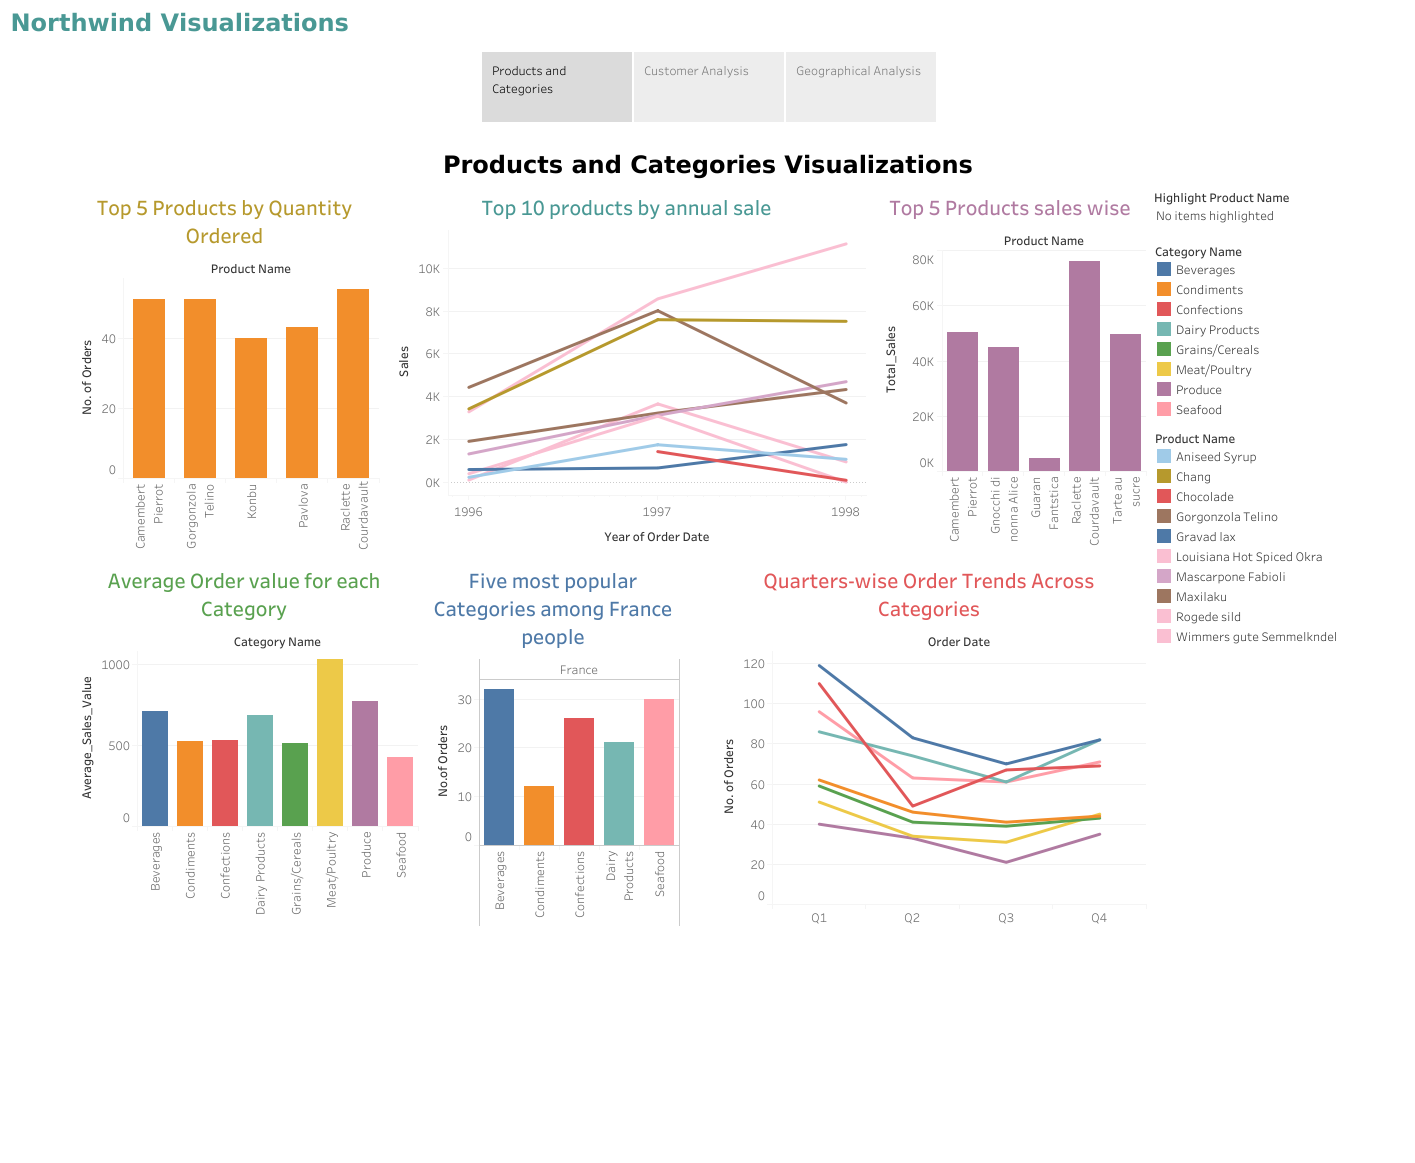 Northwind Visualizations
Products and
Categories
Customer Analysis
Geographical Analysis
Products and Categories Visualizations
Top 5 Products by Quantity
Ordered
Product Name
No. of Orders
40
20
0
Camembert
Pierrot
Gorgonzola
Telino
Konbu
Pavlova
Raclette
Courdavault
Top 10 products by annual sale
Sales
10K
8K
6K
4K
2K
0K
1996
1997
1998
Year of Order Date
Top 5 Products sales wise
Product Name
Total_Sales
80K
60K
40K
20K
0K
Camembert
Pierrot
Gnocchi di
nonna Alice
Guaran
Fantstica
Raclette
Courdavault
Tarte au
sucre
Highlight Product Name
No items highlighted
Category Name
Beverages
Condiments
Confections
Dairy Products
Grains/Cereals
Meat/Poultry
Produce
Seafood
Product Name
Aniseed Syrup
Chang
Chocolade
Gorgonzola Telino
Gravad lax
Louisiana Hot Spiced Okra
Mascarpone Fabioli
Maxilaku
Rogede sild
Wimmers gute Semmelkndel
Average Order value for each
Category
Category Name
Average_Sales_Value
1000
500
0
Beverages
Condiments
Confections
Dairy Products
Grains/Cereals
Meat/Poultry
Produce
Seafood
Five most popular
Categories among France
people
France
No.of Orders
30
20
10
0
Beverages
Condiments
Confections
Dairy
Products
Seafood
Quarters-wise Order Trends Across
Categories
Order Date
No. of Orders
120
100
80
60
40
20
0
Q1
Q2
Q3
Q4